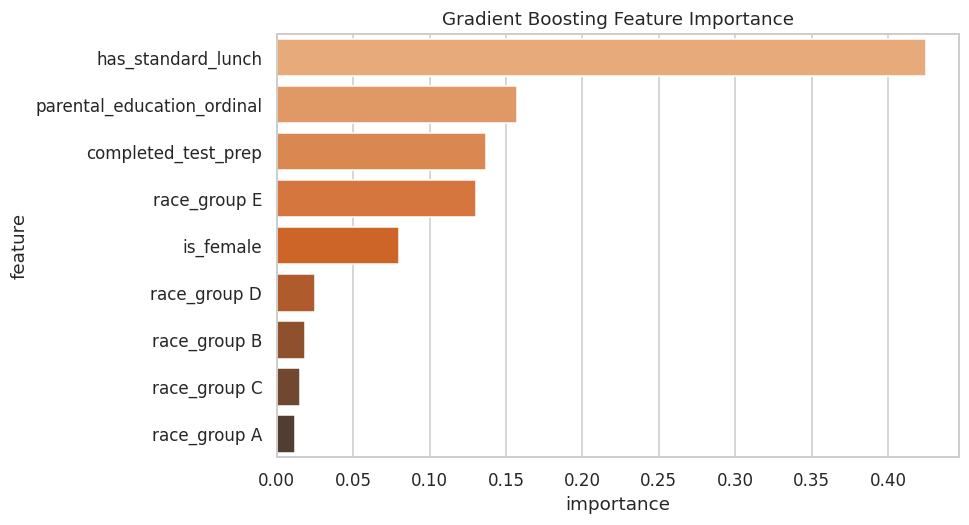 Gradient Boosting Feature Importance
has_standard_lunch
parental_education_ordinal
completed_test_prep
race_group E
is_female
race_group D
race_group B
race_group C
race_group A
feature
0.00 0.05 0.10 0.15 0.20 0.25 0.30 0.35 0.40
importance